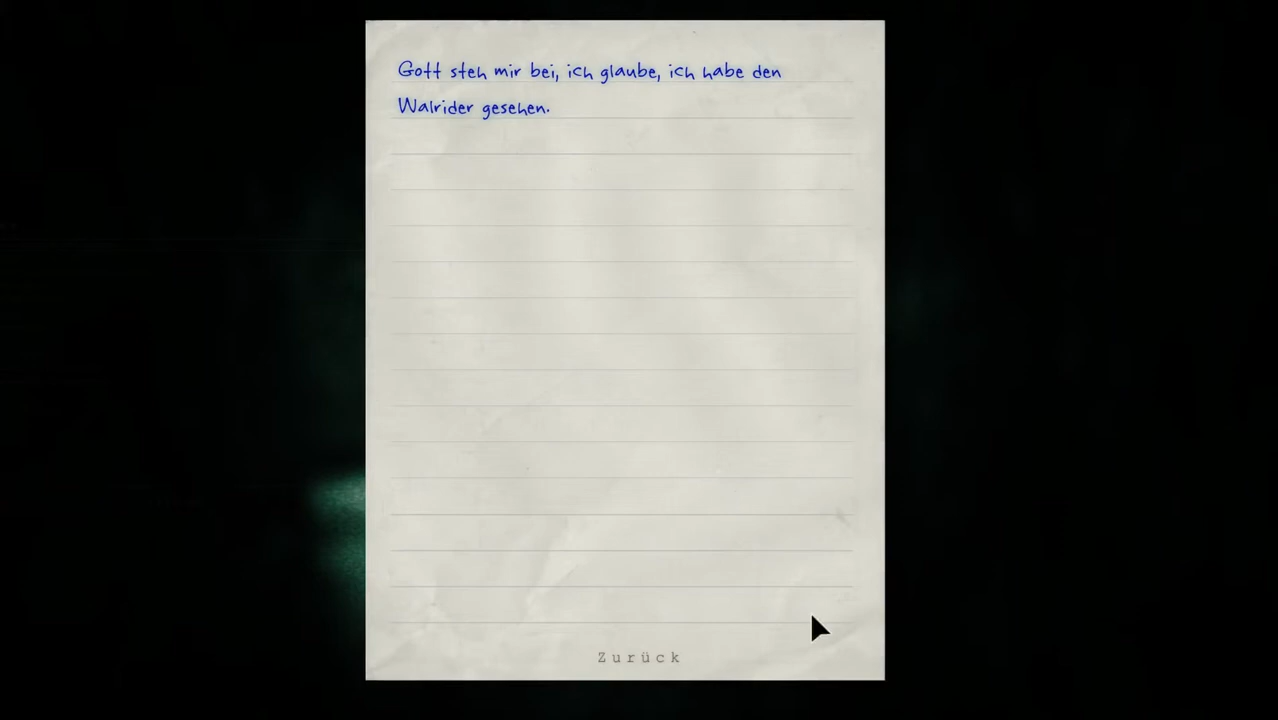 Gott steh mir bei, ich glaube, ich habe den
Walrider gesehen.
Zurück